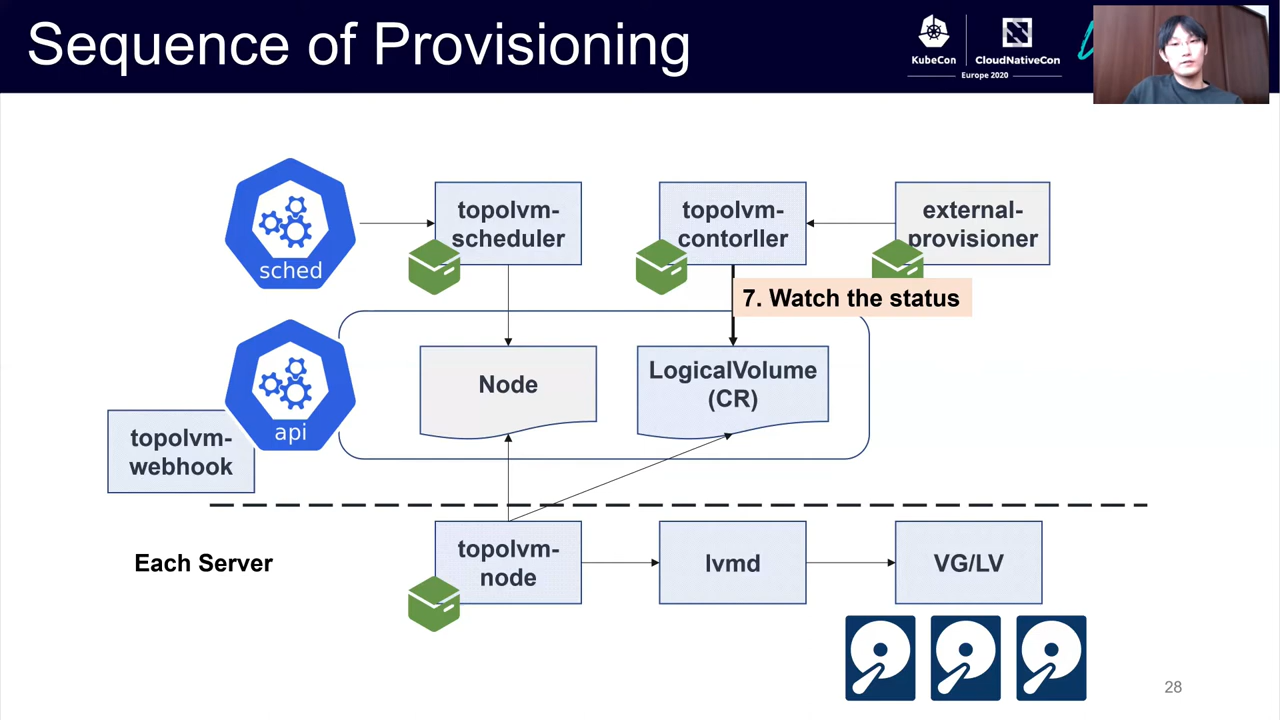 Sequence of Provisioning
KubeCon
CloudNativeCon
Europe 2020
sched
topolvm-
scheduler
topolvm-
contorller
external-
provisioner
7. Watch the status
api
Node
LogicalVolume
(CR)
topolvm-
webhook
Each Server
topolvm-
node
lvmd
VG/LV
28